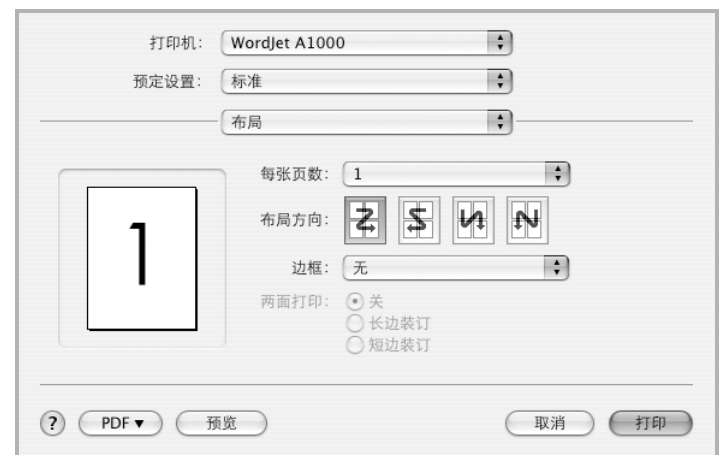 打印机: WordJet A1000
预定设置: 标准
布局
每张页数: 1
布局方向:
边框: 无
两面打印: 关
长边装订
短边装订
1
? PDF▼ 预览 取消 打印